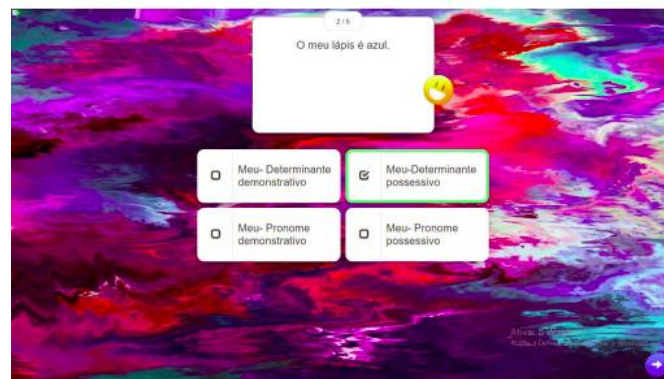 2/5
O meu lápis é azul.
Meu- Determinante
demonstrativo
Meu-Determinante
possessivo
Meu- Pronome
demonstrativo
Meu- Pronome
possessivo